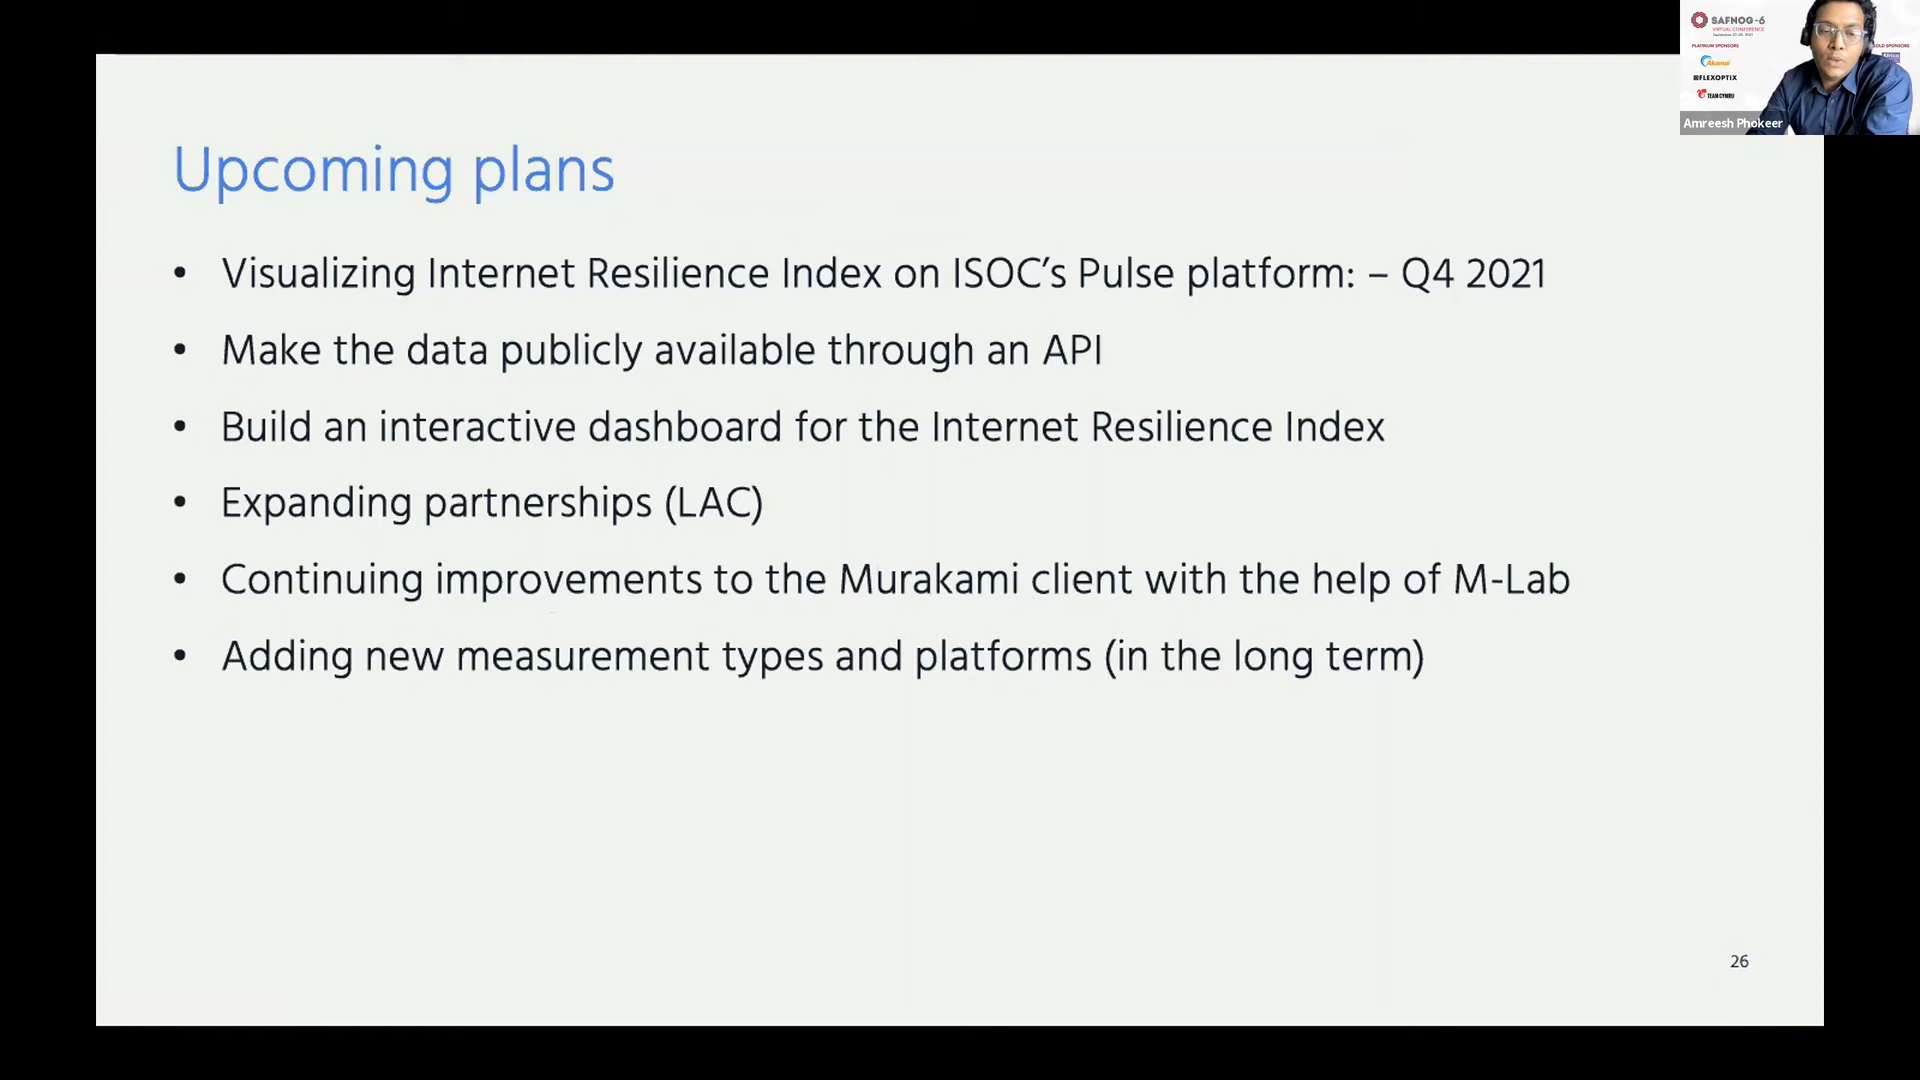 SAFNOG-6
VIRTUAL CONFERENCE
PLATINUM SPONSORS
GOLD SPONSORS
Akamai
FLEXOPTIX
TEAM CYMRU
Amreesh Phokeer
Upcoming plans
• Visualizing Internet Resilience Index on ISOC’s Pulse platform: – Q4 2021
• Make the data publicly available through an API
• Build an interactive dashboard for the Internet Resilience Index
• Expanding partnerships (LAC)
• Continuing improvements to the Murakami client with the help of M-Lab
• Adding new measurement types and platforms (in the long term)
26